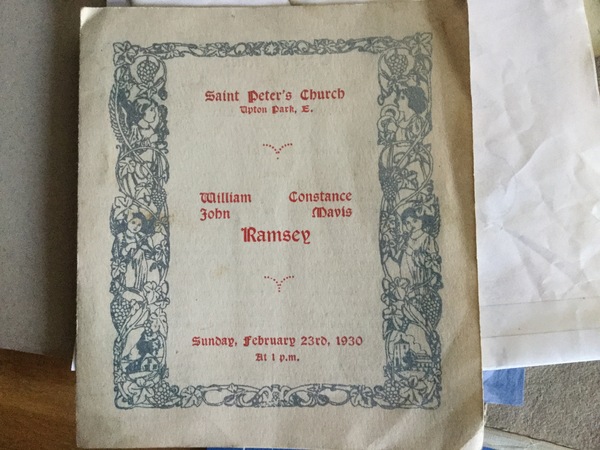 Saint Peter's Church
Upton Park, E.
William Constance
John Mavis
Ramsey
Sunday, February 23rd, 1930
At 1 p.m.